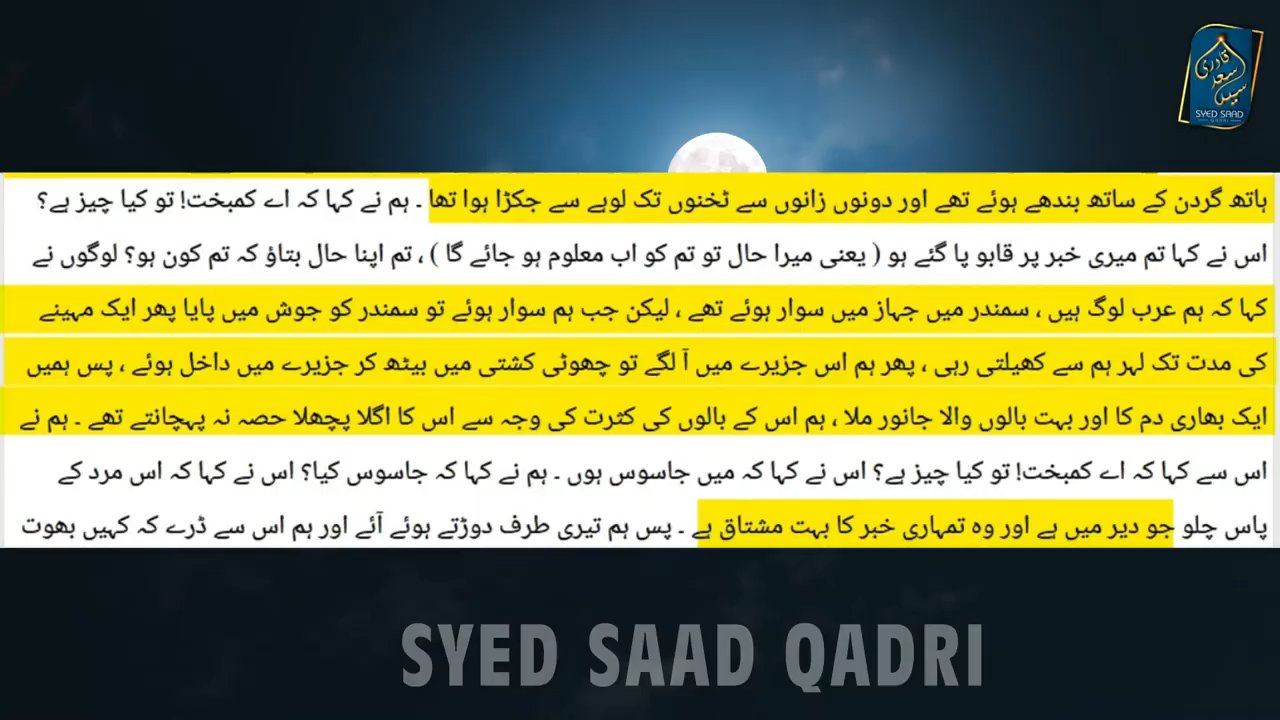 قادری
سعد
سید
SYED SAAD
QADRI
ہاتھ گردن کے ساتھ بندھے ہوئے تھے اور دونوں زانوں سے ٹخنوں تک لوہے سے جکڑا ہوا تھا ۔ ہم نے کہا کہ اے کمبخت! تو کیا چیز ہے؟
اس نے کہا تم میری خبر پر قابو پا گئے ہو ( یعنی میرا حال تو تم کو اب معلوم ہو جائے گا ) ، تم اپنا حال بتاؤ کہ تم کون ہو؟ لوگوں نے
کہا کہ ہم عرب لوگ ہیں ، سمندر میں جہاز میں سوار ہوئے تھے ، لیکن جب ہم سوار ہوئے تو سمندر کو جوش میں پایا پھر ایک مہینے
کی مدت تک لہر ہم سے کھیلتی رہی ، پھر ہم اس جزیرے میں آ لگے تو چھوٹی کشتی میں بیٹھ کر جزیرے میں داخل ہوئے ، پس ہمیں
ایک بھاری دم کا اور بہت بالوں والا جانور ملا ، ہم اس کے بالوں کی کثرت کی وجہ سے اس کا اگلا پچھلا حصہ نہ پہچانتے تھے ۔ ہم نے
اس سے کہا کہ اے کمبخت! تو کیا چیز ہے؟ اس نے کہا کہ میں جاسوس ہوں ۔ ہم نے کہا کہ جاسوس کیا؟ اس نے کہا کہ اس مرد کے
پاس چلو جو دیر میں ہے اور وہ تمہاری خبر کا بہت مشتاق ہے ۔ پس ہم تیری طرف دوڑتے ہوئے آئے اور ہم اس سے ڈرے کہ کہیں بھوت
SYED SAAD QADRI